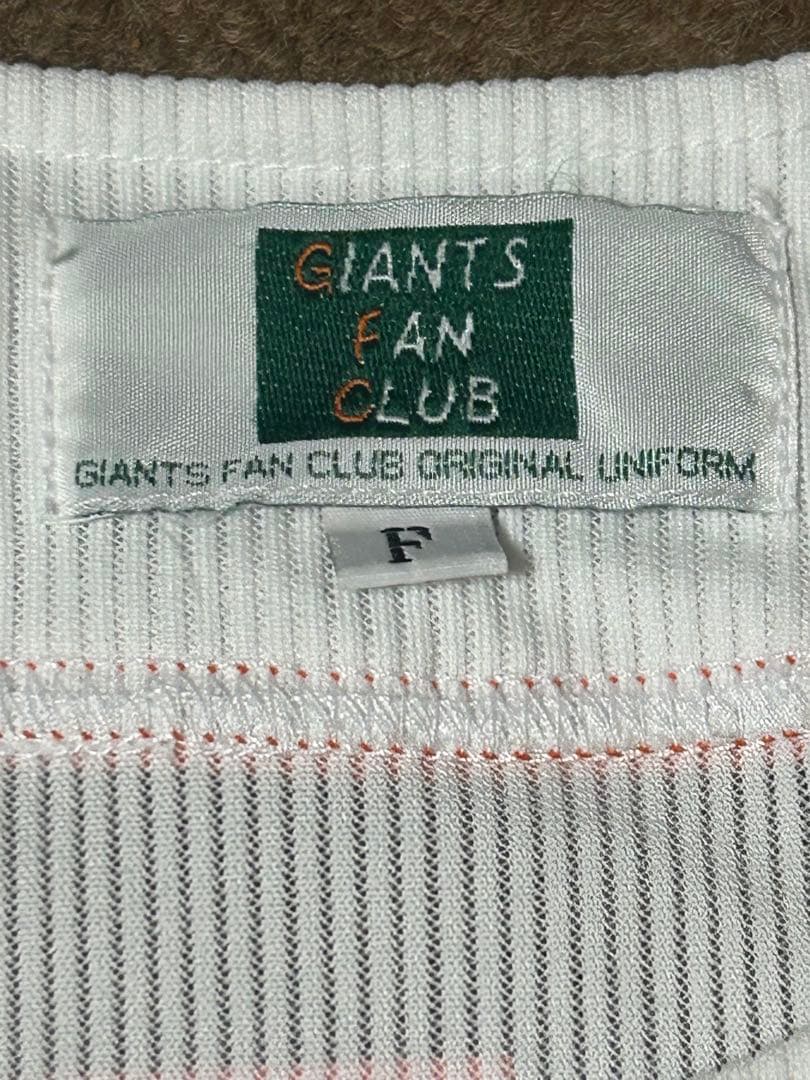 GIANTS
FAN
CLUB
GIANTS FAN CLUB ORIGINAL UNIFORM
F